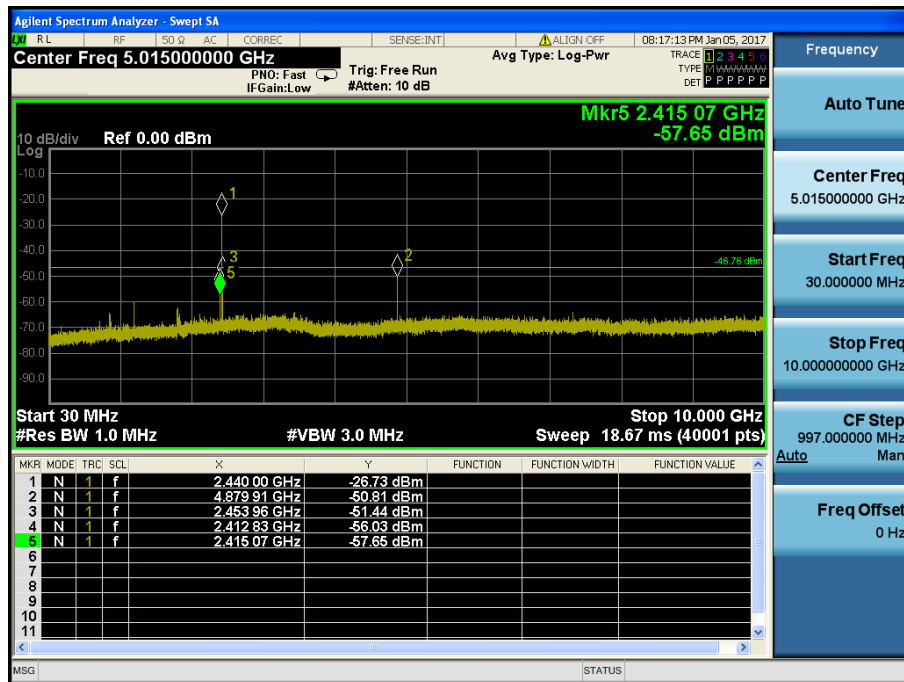 Agilent Spectrum Analyzer - Swept SA
LXI RL RF 50 Ω AC CORREC SENSE:INT ALIGN OFF 08:17:13 PM Jan 05, 2017
Center Freq 5.015000000 GHz
PNO: Fast
IFGain:Low
Trig: Free Run
#Atten: 10 dB
Avg Type: Log-Pwr
TRACE 1 2 3 4 5 6
TYPE M WWWWW
DET P P P P P P
Mkr5 2.415 07 GHz
-57.65 dBm
10 dB/div Ref 0.00 dBm
Log
-10.0
-20.0
-30.0
-40.0
-50.0
-60.0
-70.0
-80.0
-90.0
1
2
3
5
-46.76 dBm
Start 30 MHz Stop 10.000 GHz
#Res BW 1.0 MHz #VBW 3.0 MHz Sweep 18.67 ms (40001 pts)
MKR MODE TRC SCL X Y FUNCTION FUNCTION WIDTH FUNCTION VALUE
1 N 1 f 2.440 00 GHz -26.73 dBm
2 N 1 f 4.879 91 GHz -50.81 dBm
3 N 1 f 2.453 96 GHz -51.44 dBm
4 N 1 f 2.412 83 GHz -56.03 dBm
5 N 1 f 2.415 07 GHz -57.65 dBm
6
7
8
9
10
11
MSG STATUS
Frequency
Auto Tune
Center Freq
5.015000000 GHz
Start Freq
30.000000 MHz
Stop Freq
10.000000000 GHz
CF Step
997.000000 MHz
Auto Man
Freq Offset
0 Hz